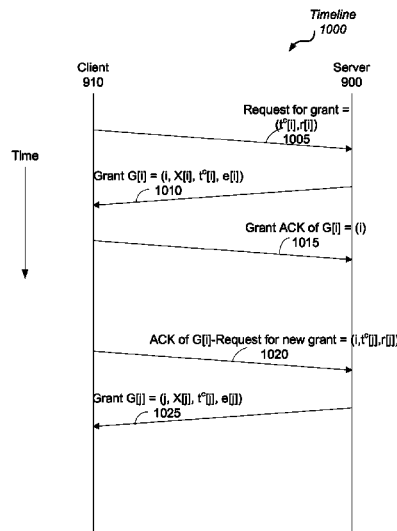 Timeline
1000
Client
910
Server
900
Request for grant =
(t^c[i],r[i])
1005
Time
Grant G[i] = (i, X[i], t^c[i], e[i])
1010
Grant ACK of G[i] = (i)
1015
ACK of G[i]-Request for new grant = (i,t^c[j],r[j])
1020
Grant G[j] = (j, X[j], t^c[j], e[j])
1025